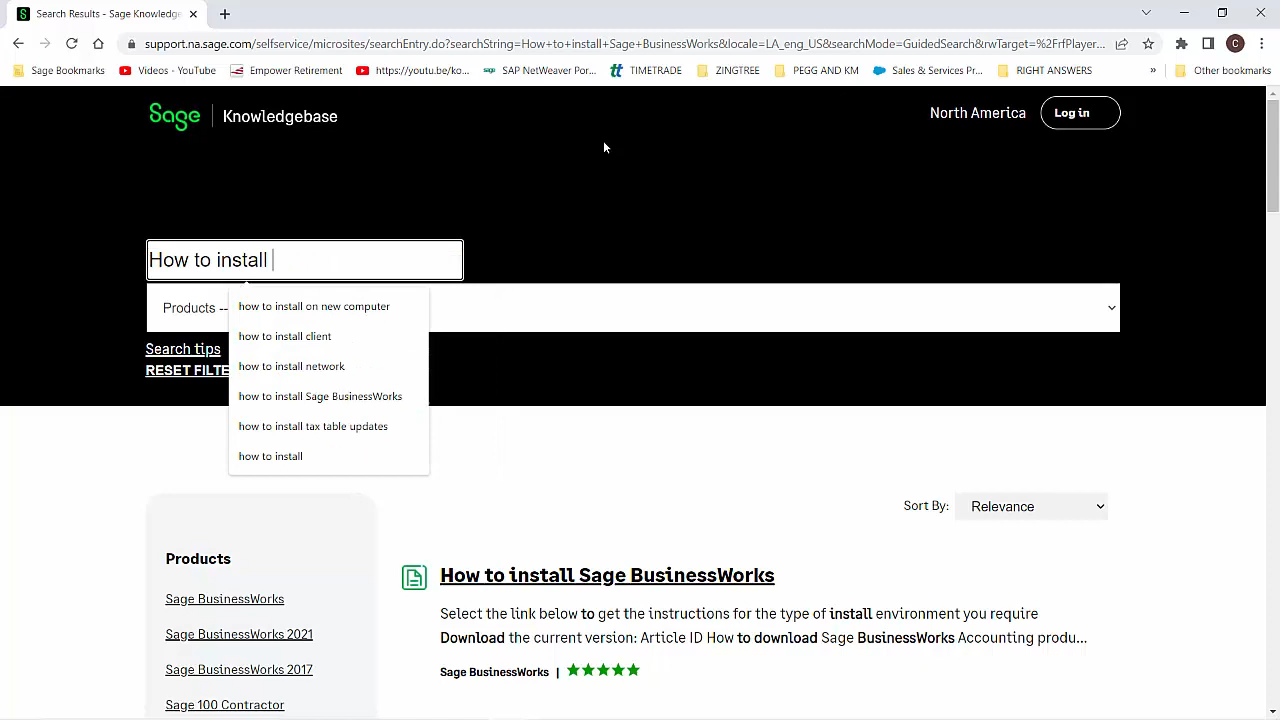 Search Results - Sage Knowledge
support.na.sage.com/selfservice/microsites/searchEntry.do?searchString=How+to+install+Sage+BusinessWorks&locale=LA_eng_US&searchMode=GuidedSearch&rwTarget=%2FrfPlayer...
Sage Bookmarks
Videos - YouTube
Empower Retirement
https://youtu.be/ko...
SAP NetWeaver Por...
TIMETRADE
ZINGTREE
PEGG AND KM
Sales & Services Pr...
RIGHT ANSWERS
»
Other bookmarks
Sage | Knowledgebase
North America
Log in
How to install
Products --
how to install on new computer
how to install client
Search tips
how to install network
RESET FILTE
how to install Sage BusinessWorks
how to install tax table updates
how to install
Sort By: Relevance
Products
Sage BusinessWorks
Sage BusinessWorks 2021
Sage BusinessWorks 2017
Sage 100 Contractor
How to install Sage BusinessWorks
Select the link below to get the instructions for the type of install environment you require
Download the current version: Article ID How to download Sage BusinessWorks Accounting produ...
Sage BusinessWorks |